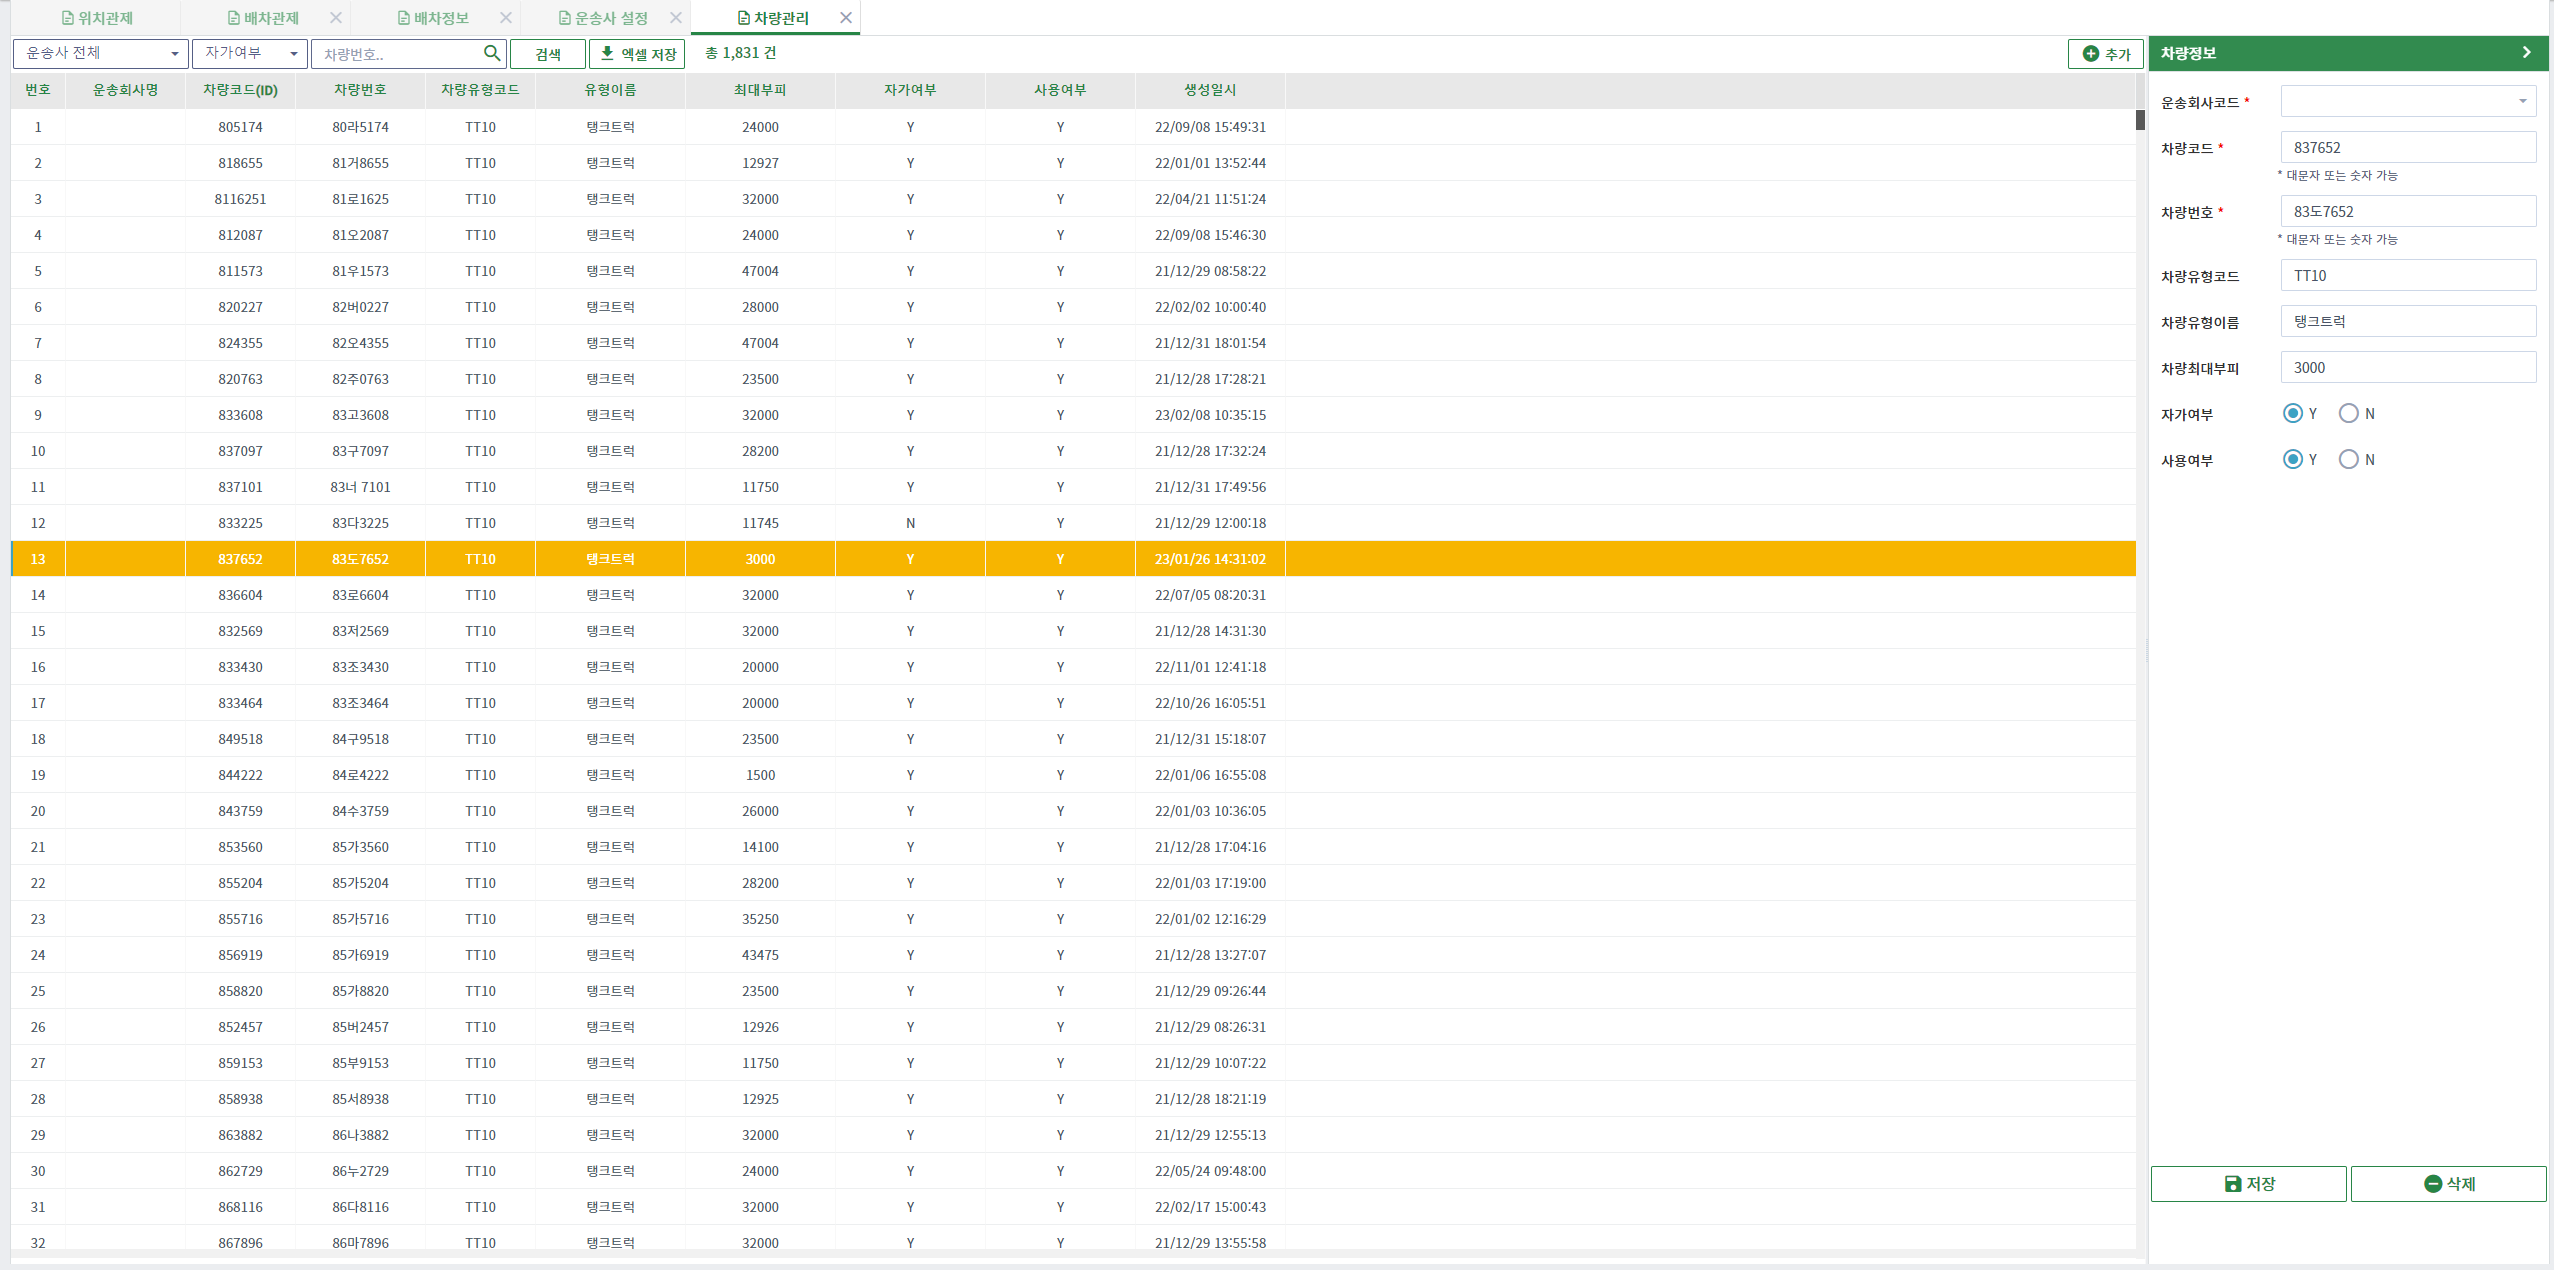 위치관제 배차관제 배차정보 운송사 설정 차량관리
운송사 전체 자가여부 차량번호.. 검색 엑셀 저장 총 1,831 건 추가
번호 운송회사명 차량코드(ID) 차량번호 차량유형코드 유형이름 최대부피 자가여부 사용여부 생성일시
1 805174 80라5174 TT10 탱크트럭 24000 Y Y 22/09/08 15:49:31
2 818655 81거8655 TT10 탱크트럭 12927 Y Y 22/01/01 13:52:44
3 8116251 81로1625 TT10 탱크트럭 32000 Y Y 22/04/21 11:51:24
4 812087 81오2087 TT10 탱크트럭 24000 Y Y 22/09/08 15:46:30
5 811573 81우1573 TT10 탱크트럭 47004 Y Y 21/12/29 08:58:22
6 820227 82버0227 TT10 탱크트럭 28000 Y Y 22/02/02 10:00:40
7 824355 82오4355 TT10 탱크트럭 47004 Y Y 21/12/31 18:01:54
8 820763 82주0763 TT10 탱크트럭 23500 Y Y 21/12/28 17:28:21
9 833608 83고3608 TT10 탱크트럭 32000 Y Y 23/02/08 10:35:15
10 837097 83구7097 TT10 탱크트럭 28200 Y Y 21/12/28 17:32:24
11 837101 83너 7101 TT10 탱크트럭 11750 Y Y 21/12/31 17:49:56
12 833225 83다3225 TT10 탱크트럭 11745 N Y 21/12/29 12:00:18
13 837652 83도7652 TT10 탱크트럭 3000 Y Y 23/01/26 14:31:02
14 836604 83로6604 TT10 탱크트럭 32000 Y Y 22/07/05 08:20:31
15 832569 83저2569 TT10 탱크트럭 32000 Y Y 21/12/28 14:31:30
16 833430 83조3430 TT10 탱크트럭 20000 Y Y 22/11/01 12:41:18
17 833464 83조3464 TT10 탱크트럭 20000 Y Y 22/10/26 16:05:51
18 849518 84구9518 TT10 탱크트럭 23500 Y Y 21/12/31 15:18:07
19 844222 84로4222 TT10 탱크트럭 1500 Y Y 22/01/06 16:55:08
20 843759 84수3759 TT10 탱크트럭 26000 Y Y 22/01/03 10:36:05
21 853560 85가3560 TT10 탱크트럭 14100 Y Y 21/12/28 17:04:16
22 855204 85가5204 TT10 탱크트럭 28200 Y Y 22/01/03 17:19:00
23 855716 85가5716 TT10 탱크트럭 35250 Y Y 22/01/02 12:16:29
24 856919 85가6919 TT10 탱크트럭 43475 Y Y 21/12/28 13:27:07
25 858820 85가8820 TT10 탱크트럭 23500 Y Y 21/12/29 09:26:44
26 852457 85버2457 TT10 탱크트럭 12926 Y Y 21/12/29 08:26:31
27 859153 85부9153 TT10 탱크트럭 11750 Y Y 21/12/29 10:07:22
28 858938 85서8938 TT10 탱크트럭 12925 Y Y 21/12/28 18:21:19
29 863882 86나3882 TT10 탱크트럭 32000 Y Y 21/12/29 12:55:13
30 862729 86누2729 TT10 탱크트럭 24000 Y Y 22/05/24 09:48:00
31 868116 86다8116 TT10 탱크트럭 32000 Y Y 22/02/17 15:00:43
32 867896 86마7896 TT10 탱크트럭 32000 Y Y 21/12/29 13:55:58
차량정보
운송회사코드 *
차량코드 * 837652
* 대문자 또는 숫자 가능
차량번호 * 83도7652
* 대문자 또는 숫자 가능
차량유형코드 TT10
차량유형이름 탱크트럭
차량최대부피 3000
자가여부 Y N
사용여부 Y N
저장 삭제